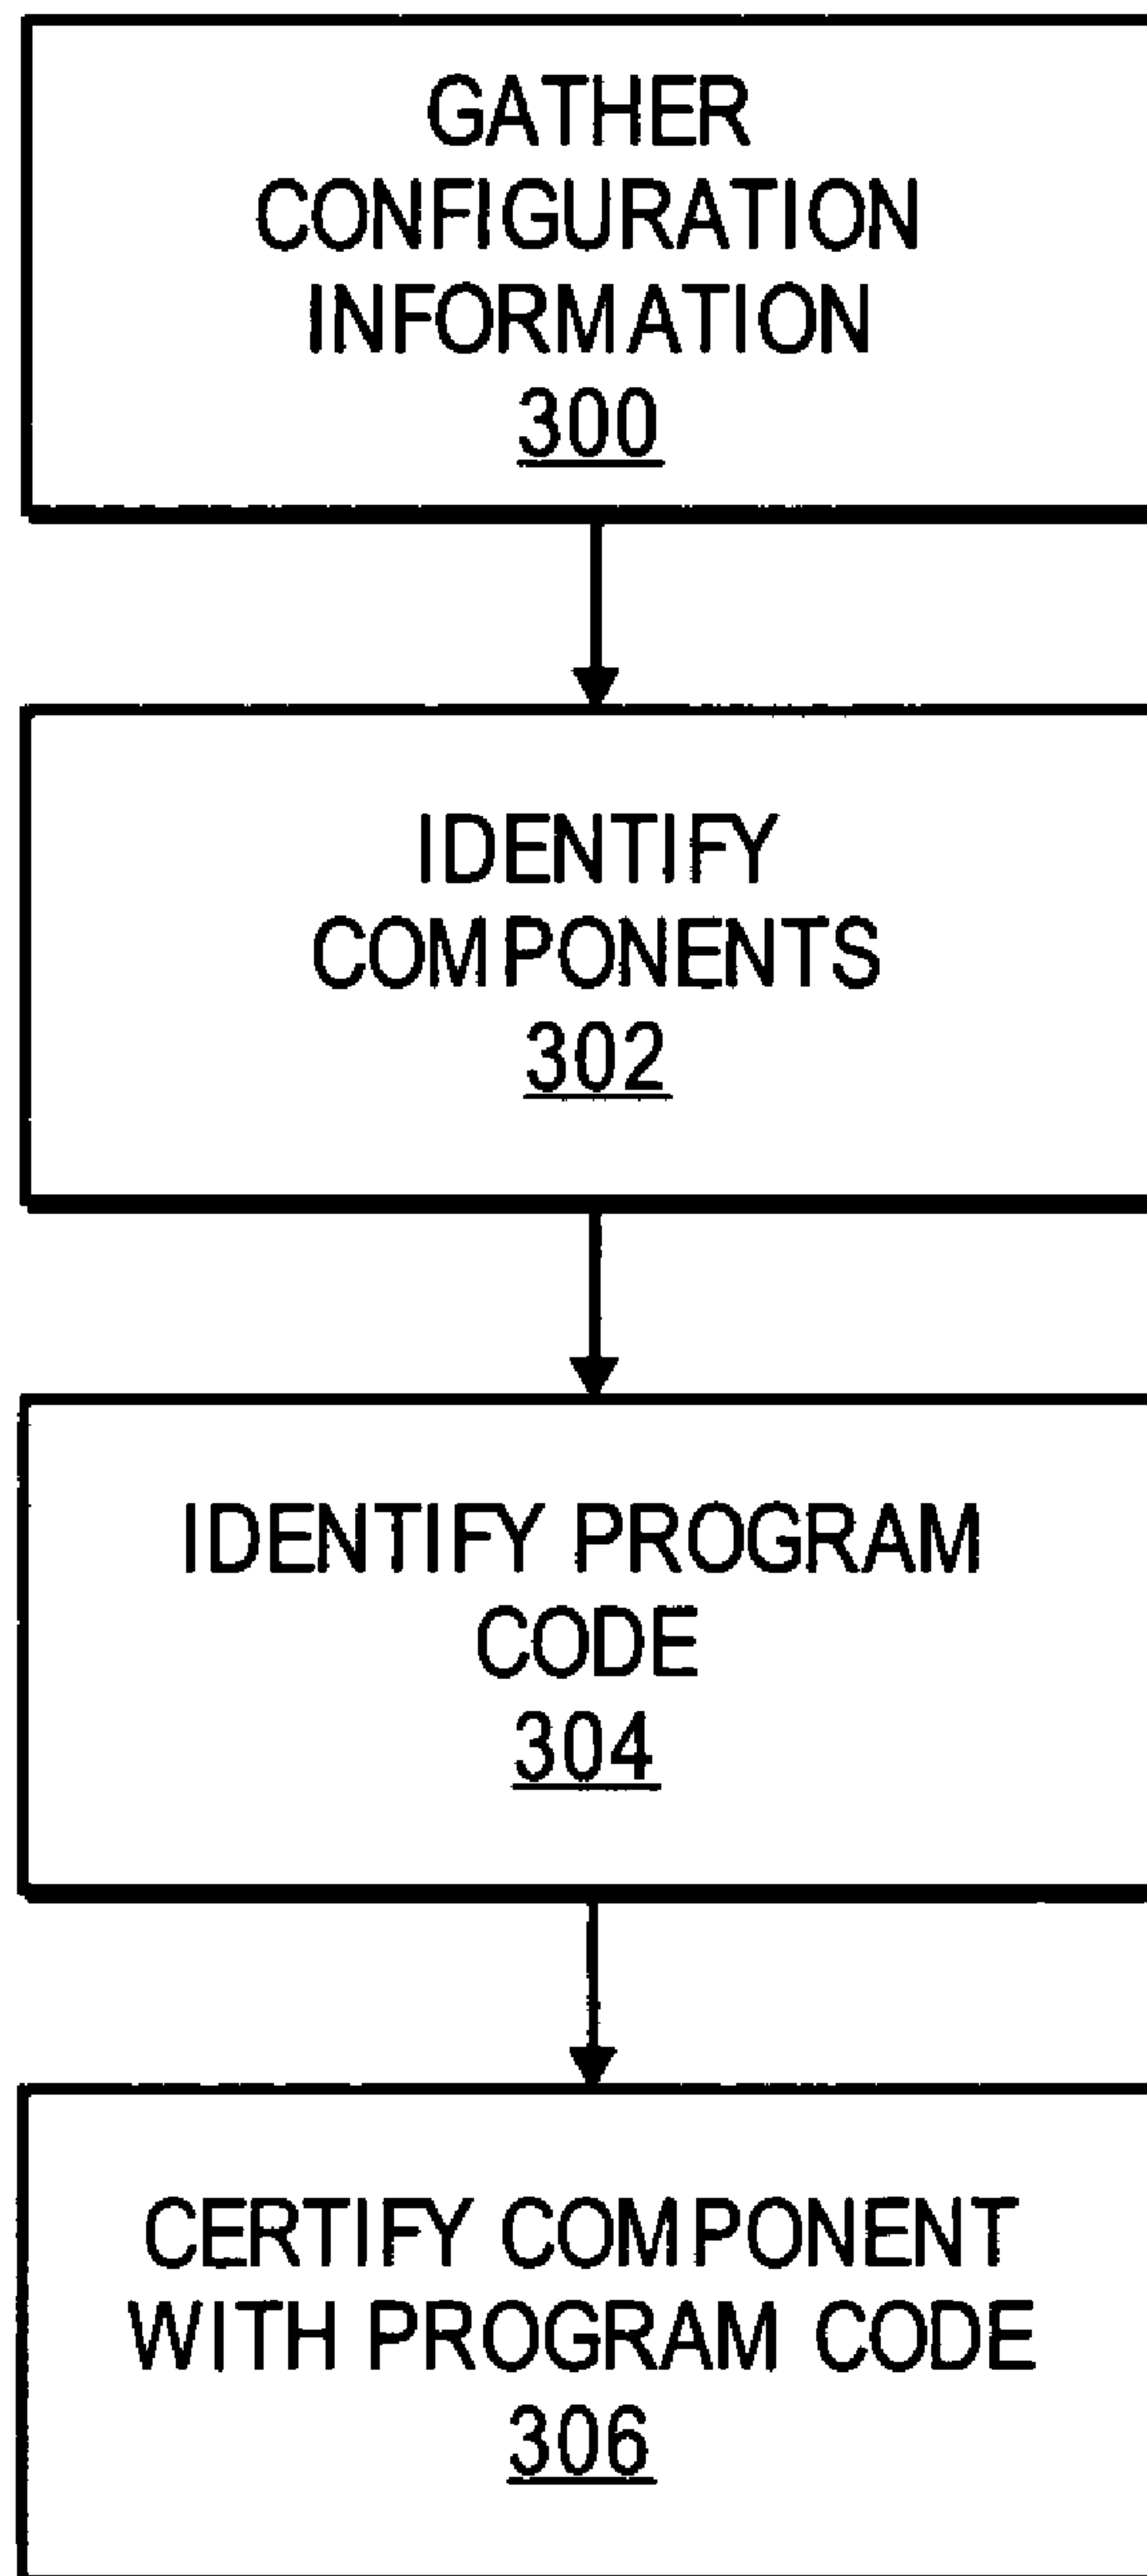 GATHER
CONFIGURATION
INFORMATION
300
IDENTIFY
COMPONENTS
302
IDENTIFY PROGRAM
CODE
304
CERTIFY COMPONENT
WITH PROGRAM CODE
306